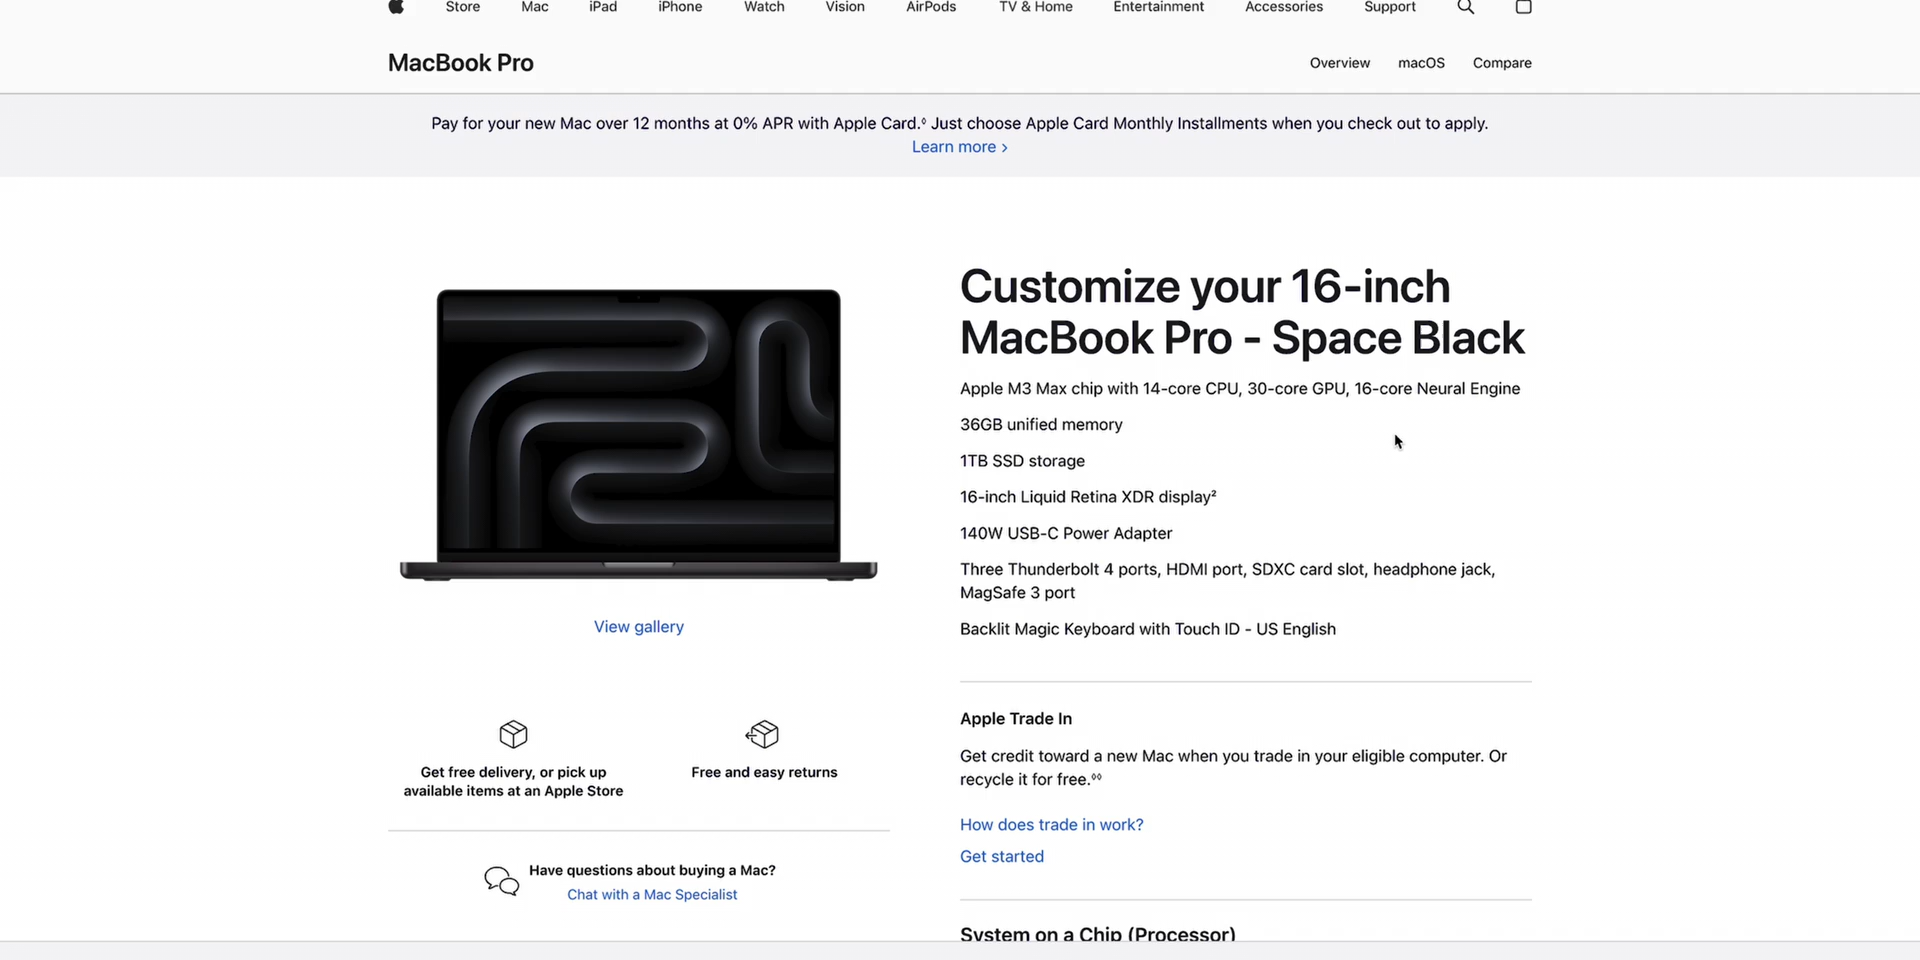 Store Mac iPad iPhone Watch Vision AirPods TV & Home Entertainment Accessories Support
MacBook Pro
Overview macOS Compare
Pay for your new Mac over 12 months at 0% APR with Apple Card.◊ Just choose Apple Card Monthly Installments when you check out to apply.
Learn more >
Customize your 16-inch
MacBook Pro - Space Black
Apple M3 Max chip with 14-core CPU, 30-core GPU, 16-core Neural Engine
36GB unified memory
1TB SSD storage
16-inch Liquid Retina XDR display²
140W USB-C Power Adapter
Three Thunderbolt 4 ports, HDMI port, SDXC card slot, headphone jack,
MagSafe 3 port
Backlit Magic Keyboard with Touch ID - US English
View gallery
Get free delivery, or pick up
available items at an Apple Store
Free and easy returns
Have questions about buying a Mac?
Chat with a Mac Specialist
Apple Trade In
Get credit toward a new Mac when you trade in your eligible computer. Or
recycle it for free.◊◊
How does trade in work?
Get started
System on a Chip (Processor)